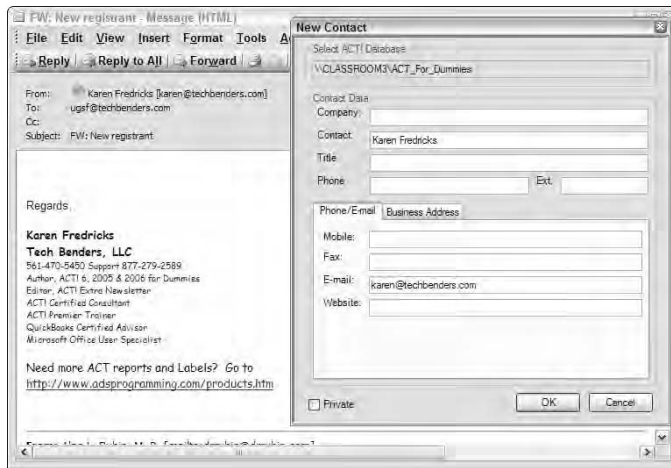 FW: New registrant - Message (HTML)
File Edit View Insert Format Tools
Reply Reply to All Forward
From: Karen Fredricks [karen@techbenders.com]
To: ugsf@techbenders.com
Cc:
Subject: FW: New registrant
Regards,
Karen Fredricks
Tech Benders, LLC
561-470-5450 Support 877-279-2589
Author, ACT! 6, 2005 & 2006 for Dummies
Editor, ACT! Extra Newsletter
ACT! Certified Consultant
ACT! Premier Trainer
QuickBooks Certified Advisor
Microsoft Office User Specialist
Need more ACT reports and Labels? Go to
http://www.adsprogramming.com/products.htm
New Contact
Select ACT! Database
\\CLASSROOM3\ACT_For_Dummies
Contact Data
Company:
Contact: Karen Fredricks
Title
Phone Ext.
Phone/E-mail Business Address
Mobile:
Fax:
E-mail: karen@techbenders.com
Website:
Private OK Cancel